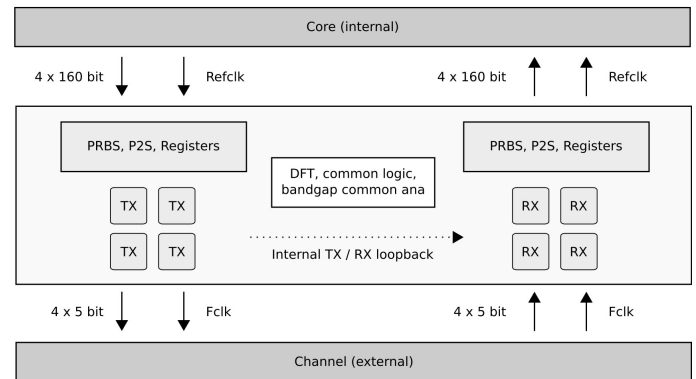 Core (internal)
4 x 160 bit
Refclk
4 x 160 bit
Refclk
PRBS, P2S, Registers
PRBS, P2S, Registers
DFT, common logic,
bandgap common ana
TX
TX
RX
RX
TX
TX
RX
RX
Internal TX / RX loopback
4 x 5 bit
Fclk
4 x 5 bit
Fclk
Channel (external)